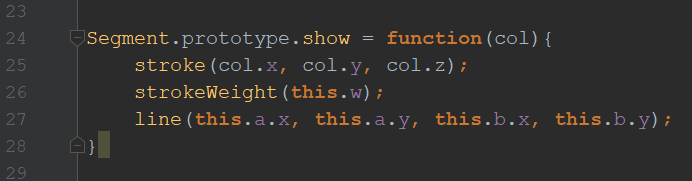 23
24 Segment.prototype.show = function(col){
25     stroke(col.x, col.y, col.z);
26     strokeWeight(this.w);
27     line(this.a.x, this.a.y, this.b.x, this.b.y);
28 }
29